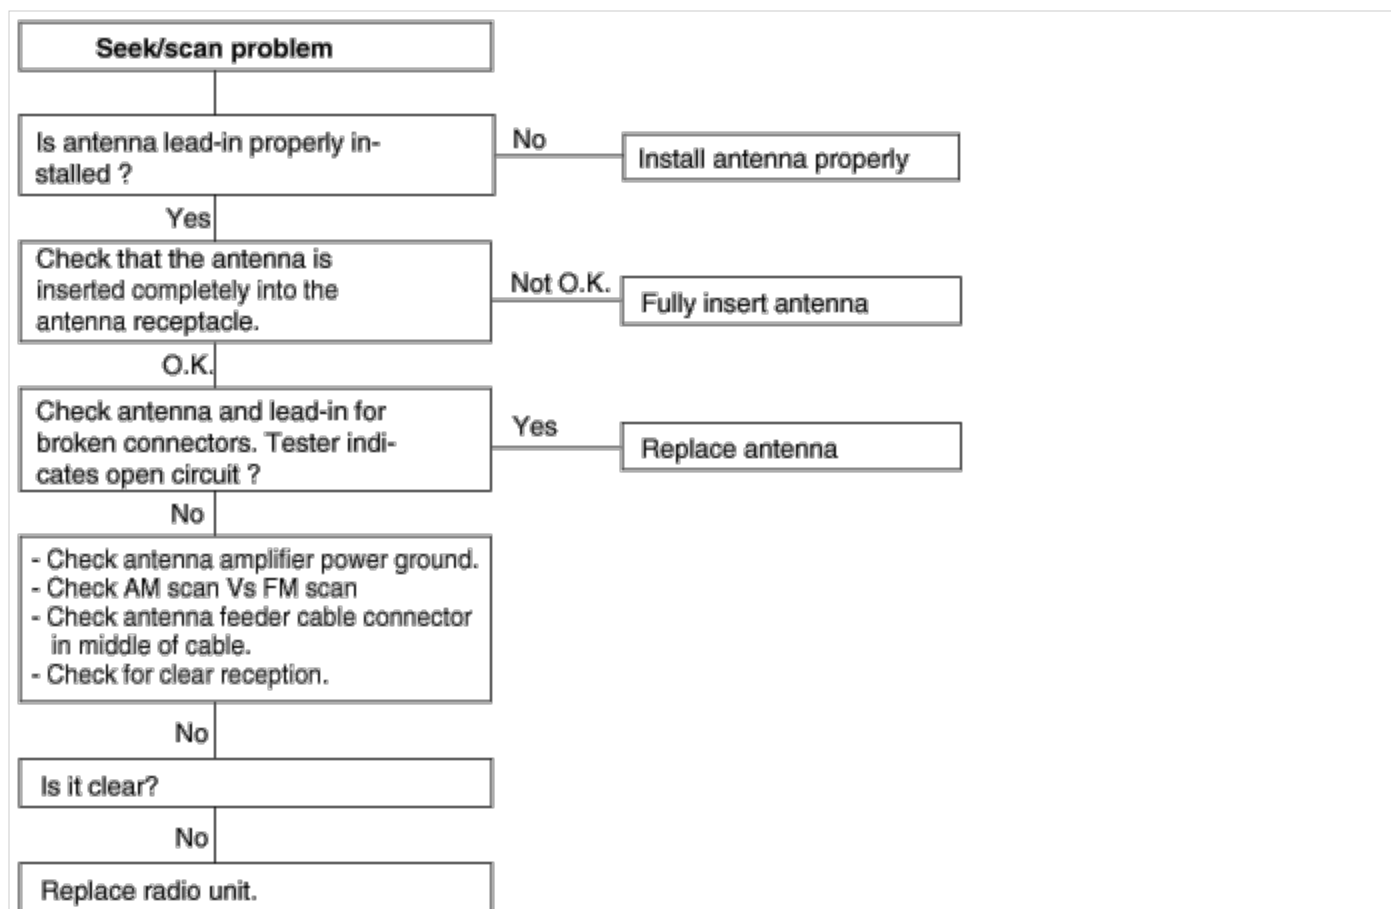 Seek/scan problem
Is antenna lead-in properly in-
stalled ?
No
Install antenna properly
Yes
Check that the antenna is
inserted completely into the
antenna receptacle.
Not O.K.
Fully insert antenna
O.K.
Check antenna and lead-in for
broken connectors. Tester indi-
cates open circuit ?
Yes
Replace antenna
No
- Check antenna amplifier power ground.
- Check AM scan Vs FM scan
- Check antenna feeder cable connector
in middle of cable.
- Check for clear reception.
No
Is it clear?
No
Replace radio unit.